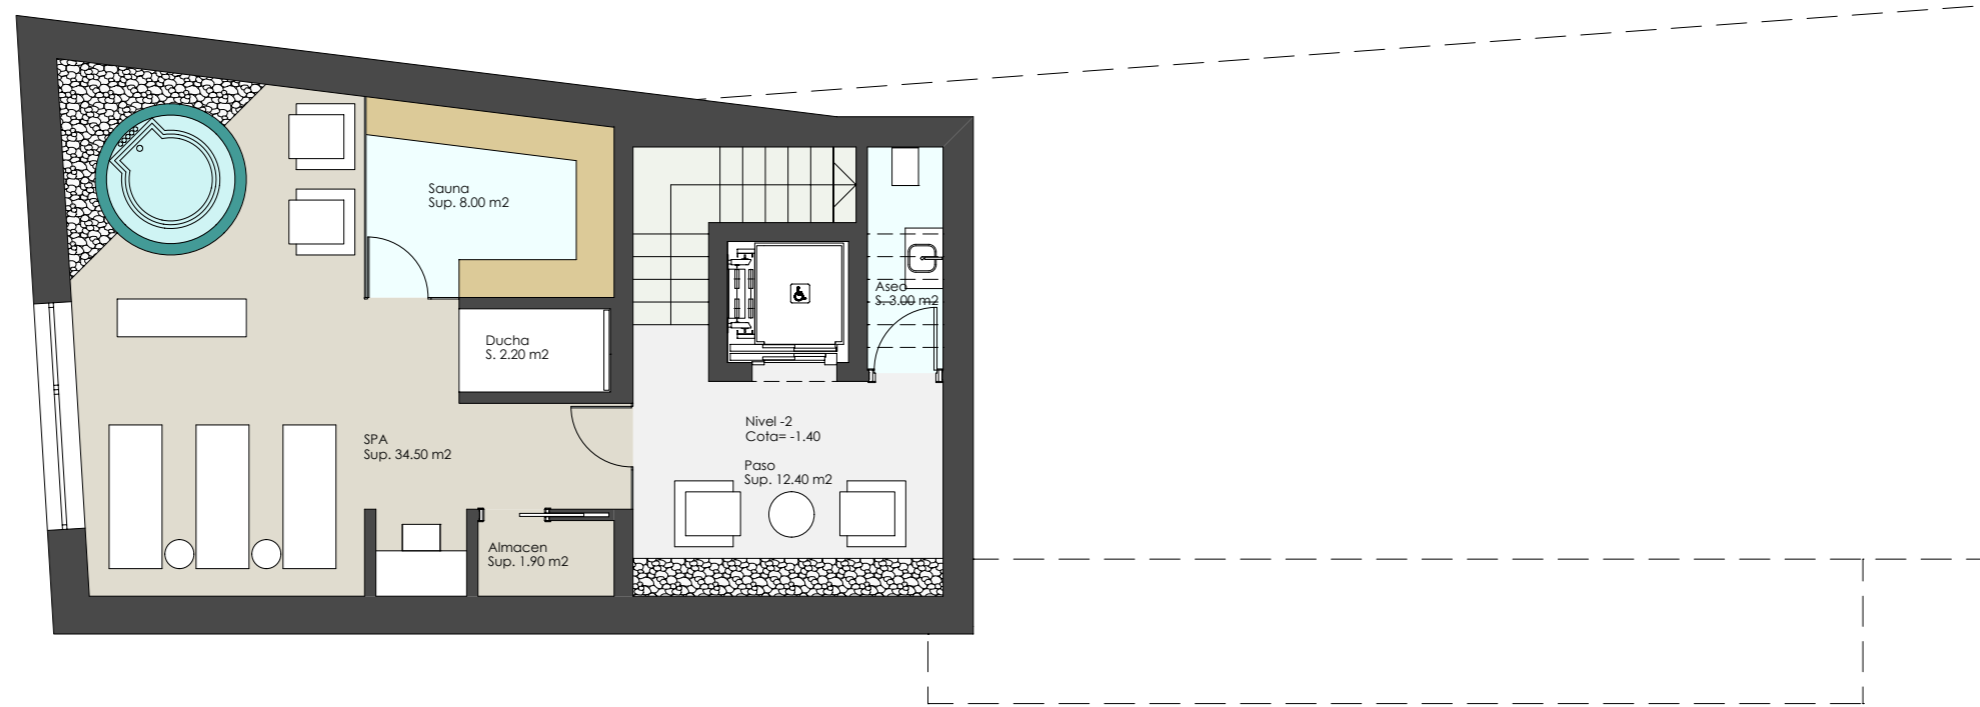 Sauna
Sup. 8.00 m2
Ducha
S. 2.20 m2
Aseo
S. 3.00 m2
Nivel -2
Cota= -1.40
SPA
Sup. 34.50 m2
Paso
Sup. 12.40 m2
Almacen
Sup. 1.90 m2